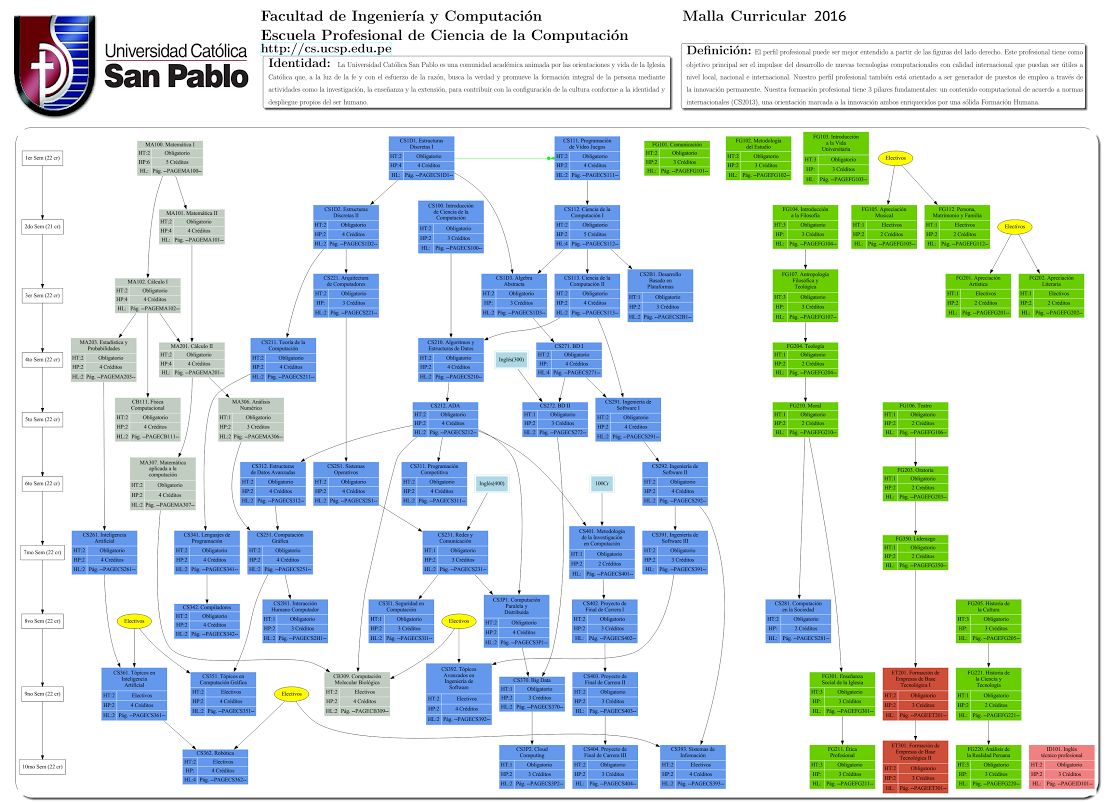 Universidad Católica
San Pablo
Facultad de Ingeniería y Computación
Escuela Profesional de Ciencia de la Computación
http://cs.ucsp.edu.pe
Identidad: La Universidad Católica San Pablo es una comunidad académica animada por las orientaciones y vida de la Iglesia
Católica que, a la luz de la fe y con el esfuerzo de la razón, busca la verdad y promueve la formación integral de la persona mediante
actividades como la investigación, la enseñanza y la extensión, para contribuir con la configuración de la cultura conforme a la identidad y
despliegue propios del ser humano.
Malla Curricular 2016
Definición: El perfil profesional puede ser mejor entendido a partir de las figuras del lado derecho. Este profesional tiene como
objetivo principal ser el impulsor del desarrollo de nuevas tecnologías computacionales con calidad internacional que puedan ser útiles a
nivel local, nacional e internacional. Nuestro perfil profesional también está orientado a ser generador de puestos de empleo a través de
la innovación permanente. Nuestra formación profesional tiene 3 pilares fundamentales: un contenido computacional de acuerdo a normas
internacionales (CS2013), una orientación marcada a la innovación ambos enriquecidos por una sólida Formación Humana.
1er Sem (22 cr)
MA100. Matemática I
HT:2 Obligatorio
HP:6 5 Créditos
HL: Pág. --PAGEMA100--
CS1D1. Estructuras
Discretas I
HT:2 Obligatorio
HP:4 4 Créditos
HL: Pág. --PAGECS1D1--
CS111. Programación
de Video Juegos
HT:2 Obligatorio
HP:2 4 Créditos
HL:2 Pág. --PAGECS111--
FG101. Comunicación
HT:2 Obligatorio
HP:2 3 Créditos
HL: Pág. --PAGEFG101--
FG102. Metodología
del Estudio
HT:2 Obligatorio
HP:2 3 Créditos
HL: Pág. --PAGEFG102--
FG103. Introducción
a la Vida
Universitaria
HT:3 Obligatorio
HP: 3 Créditos
HL: Pág. --PAGEFG103--
Electivos
2do Sem (21 cr)
MA101. Matemática II
HT:2 Obligatorio
HP:4 4 Créditos
HL: Pág. --PAGEMA101--
CS1D2. Estructuras
Discretas II
HT:2 Obligatorio
HP:2 4 Créditos
HL:2 Pág. --PAGECS1D2--
CS100. Introducción
de Ciencia de la
Computación
HT:2 Obligatorio
HP:2 3 Créditos
HL: Pág. --PAGECS100--
CS112. Ciencia de la
Computación I
HT:2 Obligatorio
HP:2 5 Créditos
HL:4 Pág. --PAGECS112--
FG104. Introducción
a la Filosofía
HT:2 Obligatorio
HP:2 3 Créditos
HL: Pág. --PAGEFG104--
FG105. Apreciación
Musical
HT:1 Electivos
HP:2 2 Créditos
HL: Pág. --PAGEFG105--
FG112. Persona,
Matrimonio y Familia
HT:1 Electivos
HP:2 2 Créditos
HL: Pág. --PAGEFG112--
Electivos
3er Sem (22 cr)
MA102. Cálculo I
HT:2 Obligatorio
HP:4 4 Créditos
HL: Pág. --PAGEMA102--
CS221. Arquitectura
de Computadores
HT:2 Obligatorio
HP: 3 Créditos
HL:2 Pág. --PAGECS221--
CS1D3. Álgebra
Abstracta
HT:2 Obligatorio
HP: 3 Créditos
HL:2 Pág. --PAGECS1D3--
CS113. Ciencia de la
Computación II
HT:2 Obligatorio
HP:2 4 Créditos
HL:2 Pág. --PAGECS113--
CS2B1. Desarrollo
Basado en
Plataformas
HT:1 Obligatorio
HP:2 3 Créditos
HL:2 Pág. --PAGECS2B1--
FG107. Antropología
Filosófica y
Teológica
HT:3 Obligatorio
HP: 3 Créditos
HL: Pág. --PAGEFG107--
FG201. Apreciación
Artística
HT:1 Electivos
HP:2 2 Créditos
HL: Pág. --PAGEFG201--
FG202. Apreciación
Literaria
HT:1 Electivos
HP:2 2 Créditos
HL: Pág. --PAGEFG202--
4to Sem (22 cr)
MA203. Estadística y
Probabilidades
HT:2 Obligatorio
HP:2 4 Créditos
HL:2 Pág. --PAGEMA203--
MA201. Cálculo II
HT:2 Obligatorio
HP:4 4 Créditos
HL: Pág. --PAGEMA201--
CS211. Teoría de la
Computación
HT:2 Obligatorio
HP:2 4 Créditos
HL:2 Pág. --PAGECS211--
CS210. Algoritmos y
Estructuras de Datos
HT:2 Obligatorio
HP:2 4 Créditos
HL:2 Pág. --PAGECS210--
Inglés(300)
CS271. BD I
HT:2 Obligatorio
HP: 4 Créditos
HL:4 Pág. --PAGECS271--
FG204. Teología
HT:1 Obligatorio
HP:2 2 Créditos
HL: Pág. --PAGEFG204--
5to Sem (22 cr)
CB111. Física
Computacional
HT:2 Obligatorio
HP:2 4 Créditos
HL:2 Pág. --PAGECB111--
MA306. Análisis
Numérico
HT:1 Obligatorio
HP:2 3 Créditos
HL:2 Pág. --PAGEMA306--
CS212. ADA
HT:2 Obligatorio
HP:2 4 Créditos
HL:2 Pág. --PAGECS212--
CS272. BD II
HT:1 Obligatorio
HP:2 3 Créditos
HL:2 Pág. --PAGECS272--
CS291. Ingeniería de
Software I
HT:2 Obligatorio
HP:2 4 Créditos
HL:2 Pág. --PAGECS291--
FG210. Moral
HT:1 Obligatorio
HP:2 2 Créditos
HL: Pág. --PAGEFG210--
FG106. Teatro
HT:1 Obligatorio
HP:2 2 Créditos
HL: Pág. --PAGEFG106--
6to Sem (22 cr)
MA307. Matemática
aplicada a la
computación
HT:2 Obligatorio
HP:2 4 Créditos
HL:2 Pág. --PAGEMA307--
CS312. Estructuras
de Datos Avanzadas
HT:2 Obligatorio
HP:2 4 Créditos
HL:2 Pág. --PAGECS312--
CS2S1. Sistemas
Operativos
HT:2 Obligatorio
HP:2 4 Créditos
HL:2 Pág. --PAGECS2S1--
CS311. Programación
Competitiva
HT:2 Obligatorio
HP:2 4 Créditos
HL:2 Pág. --PAGECS311--
Inglés(400)
100Cr
CS292. Ingeniería de
Software II
HT:2 Obligatorio
HP:2 4 Créditos
HL:2 Pág. --PAGECS292--
FG203. Oratoria
HT:1 Obligatorio
HP:2 2 Créditos
HL: Pág. --PAGEFG203--
7mo Sem (22 cr)
CS261. Inteligencia
Artificial
HT:2 Obligatorio
HP:2 4 Créditos
HL:2 Pág. --PAGECS261--
CS341. Lenguajes de
Programación
HT:2 Obligatorio
HP:2 4 Créditos
HL:2 Pág. --PAGECS341--
CS251. Computación
Gráfica
HT:2 Obligatorio
HP:2 4 Créditos
HL:2 Pág. --PAGECS251--
CS231. Redes y
Comunicación
HT:1 Obligatorio
HP:2 3 Créditos
HL:2 Pág. --PAGECS231--
CS401. Metodología
de la Investigación
en Computación
HT:1 Obligatorio
HP:2 2 Créditos
HL: Pág. --PAGECS401--
CS391. Ingeniería de
Software III
HT:1 Obligatorio
HP:2 3 Créditos
HL:2 Pág. --PAGECS391--
FG350. Liderazgo
HT:1 Obligatorio
HP:2 2 Créditos
HL: Pág. --PAGEFG350--
8vo Sem (22 cr)
Electivos
CS342. Compiladores
HT:2 Obligatorio
HP:2 4 Créditos
HL:2 Pág. --PAGECS342--
CS2H1. Interacción
Humano Computador
HT:1 Obligatorio
HP:2 3 Créditos
HL:2 Pág. --PAGECS2H1--
CS3I1. Seguridad en
Computación
HT:1 Obligatorio
HP:2 3 Créditos
HL:2 Pág. --PAGECS3I1--
Electivos
CS3P1. Computación
Paralela y
Distribuída
HT:2 Obligatorio
HP:2 4 Créditos
HL:2 Pág. --PAGECS3P1--
CS402. Proyecto de
Final de Carrera I
HT:1 Obligatorio
HP:2 3 Créditos
HL:2 Pág. --PAGECS402--
CS281. Computación
en la Sociedad
HT:2 Obligatorio
HP: 2 Créditos
HL: Pág. --PAGECS281--
FG205. Historia de
la Cultura
HT:3 Obligatorio
HP: 3 Créditos
HL: Pág. --PAGEFG205--
9no Sem (22 cr)
CS361. Tópicos en
Inteligencia
Artificial
HT:2 Electivos
HP:2 4 Créditos
HL:2 Pág. --PAGECS361--
CS351. Tópicos en
Computación Gráfica
HT:2 Electivos
HP:2 4 Créditos
HL:2 Pág. --PAGECS351--
Electivos
CB309. Computación
Molecular Biológica
HT:2 Electivos
HP:2 4 Créditos
HL:2 Pág. --PAGECB309--
CS392. Tópicos
Avanzados en
Ingeniería de
Software
HT:2 Electivos
HP:2 4 Créditos
HL:2 Pág. --PAGECS392--
CS370. Big Data
HT:1 Obligatorio
HP:2 3 Créditos
HL:2 Pág. --PAGECS370--
CS403. Proyecto de
Final de Carrera II
HT:1 Obligatorio
HP:2 3 Créditos
HL:2 Pág. --PAGECS403--
FG301. Enseñanza
Social de la Iglesia
HT:1 Obligatorio
HP:2 2 Créditos
HL: Pág. --PAGEFG301--
ET201. Formación de
Empresas de Base
Tecnológica I
HT:2 Obligatorio
HP:2 3 Créditos
HL: Pág. --PAGEET201--
FG221. Historia de
la Ciencia y
Tecnología
HT:1 Obligatorio
HP:2 2 Créditos
HL: Pág. --PAGEFG221--
10mo Sem (22 cr)
CS362. Robótica
HT:2 Electivos
HP: 4 Créditos
HL:4 Pág. --PAGECS362--
CS3P2. Cloud
Computing
HT:1 Obligatorio
HP:2 3 Créditos
HL:2 Pág. --PAGECS3P2--
CS404. Proyecto de
Final de Carrera III
HT:1 Obligatorio
HP:2 3 Créditos
HL:2 Pág. --PAGECS404--
CS393. Sistemas de
Información
HT:2 Electivos
HP:2 4 Créditos
HL:2 Pág. --PAGECS393--
FG211. Ética
Profesional
HT:3 Obligatorio
HP: 3 Créditos
HL: Pág. --PAGEFG211--
ET301. Formación de
Empresas de Base
Tecnológica II
HT:2 Obligatorio
HP:2 3 Créditos
HL: Pág. --PAGEET301--
FG220. Análisis de
la Realidad Peruana
HT:2 Obligatorio
HP:2 3 Créditos
HL: Pág. --PAGEFG220--
ID101. Inglés
técnico profesional
HT:2 Obligatorio
HP:2 3 Créditos
HL: Pág. --PAGEID101--